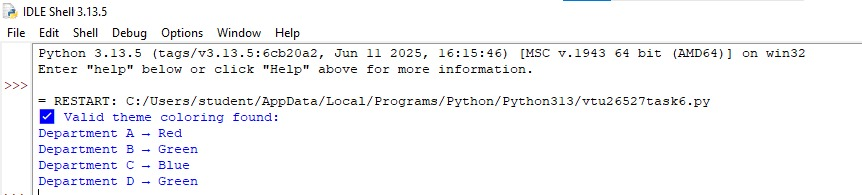 IDLE Shell 3.13.5
File Edit Shell Debug Options Window Help
Python 3.13.5 (tags/v3.13.5:6cb20a2, Jun 11 2025, 16:15:46) [MSC v.1943 64 bit (AMD64)] on win32
Enter "help" below or click "Help" above for more information.
>>>
= RESTART: C:/Users/student/AppData/Local/Programs/Python/Python313/vtu26527task6.py
✅ Valid theme coloring found:
Department A → Red
Department B → Green
Department C → Blue
Department D → Green